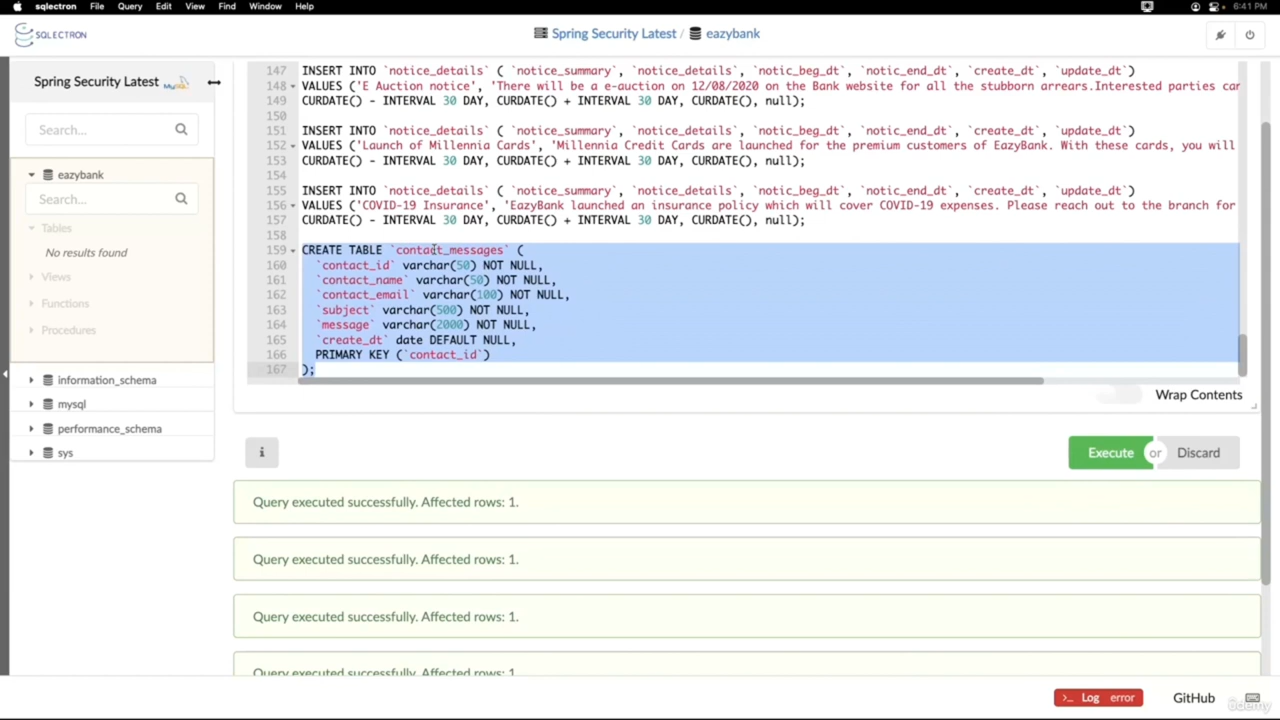 sqlectron File Query Edit View Find Window Help 6:41 PM
SQLECTRON
Spring Security Latest / eazybank
Spring Security Latest MySQL
Search...
eazybank
Search...
Tables
No results found
Views
Functions
Procedures
information_schema
mysql
performance_schema
sys
147 INSERT INTO `notice_details` ( `notice_summary`, `notice_details`, `notic_beg_dt`, `notic_end_dt`, `create_dt`, `update_dt`)
148 VALUES ('E Auction notice', 'There will be a e-auction on 12/08/2020 on the Bank website for all the stubborn arrears.Interested parties can
149 CURDATE() - INTERVAL 30 DAY, CURDATE() + INTERVAL 30 DAY, CURDATE(), null);
150
151 INSERT INTO `notice_details` ( `notice_summary`, `notice_details`, `notic_beg_dt`, `notic_end_dt`, `create_dt`, `update_dt`)
152 VALUES ('Launch of Millennia Cards', 'Millennia Credit Cards are launched for the premium customers of EazyBank. With these cards, you will
153 CURDATE() - INTERVAL 30 DAY, CURDATE() + INTERVAL 30 DAY, CURDATE(), null);
154
155 INSERT INTO `notice_details` ( `notice_summary`, `notice_details`, `notic_beg_dt`, `notic_end_dt`, `create_dt`, `update_dt`)
156 VALUES ('COVID-19 Insurance', 'EazyBank launched an insurance policy which will cover COVID-19 expenses. Please reach out to the branch for
157 CURDATE() - INTERVAL 30 DAY, CURDATE() + INTERVAL 30 DAY, CURDATE(), null);
158
159 CREATE TABLE `contact_messages` (
160 `contact_id` varchar(50) NOT NULL,
161 `contact_name` varchar(50) NOT NULL,
162 `contact_email` varchar(100) NOT NULL,
163 `subject` varchar(500) NOT NULL,
164 `message` varchar(2000) NOT NULL,
165 `create_dt` date DEFAULT NULL,
166 PRIMARY KEY (`contact_id`)
167 );
Wrap Contents
Execute or Discard
Query executed successfully. Affected rows: 1.
Query executed successfully. Affected rows: 1.
Query executed successfully. Affected rows: 1.
Query executed successfully. Affected rows: 1.
>_ Log error GitHub
udemy